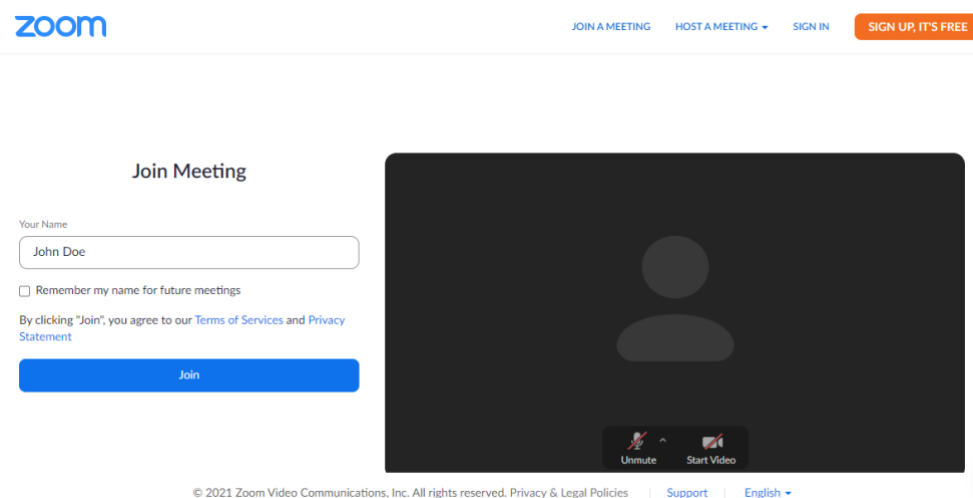 zoom
JOIN A MEETING HOST A MEETING SIGN IN SIGN UP, IT'S FREE
Join Meeting
Your Name
John Doe
Remember my name for future meetings
By clicking "Join", you agree to our Terms of Services and Privacy
Statement
Join
Unmute Start Video
© 2021 Zoom Video Communications, Inc. All rights reserved. Privacy & Legal Policies | Support | English